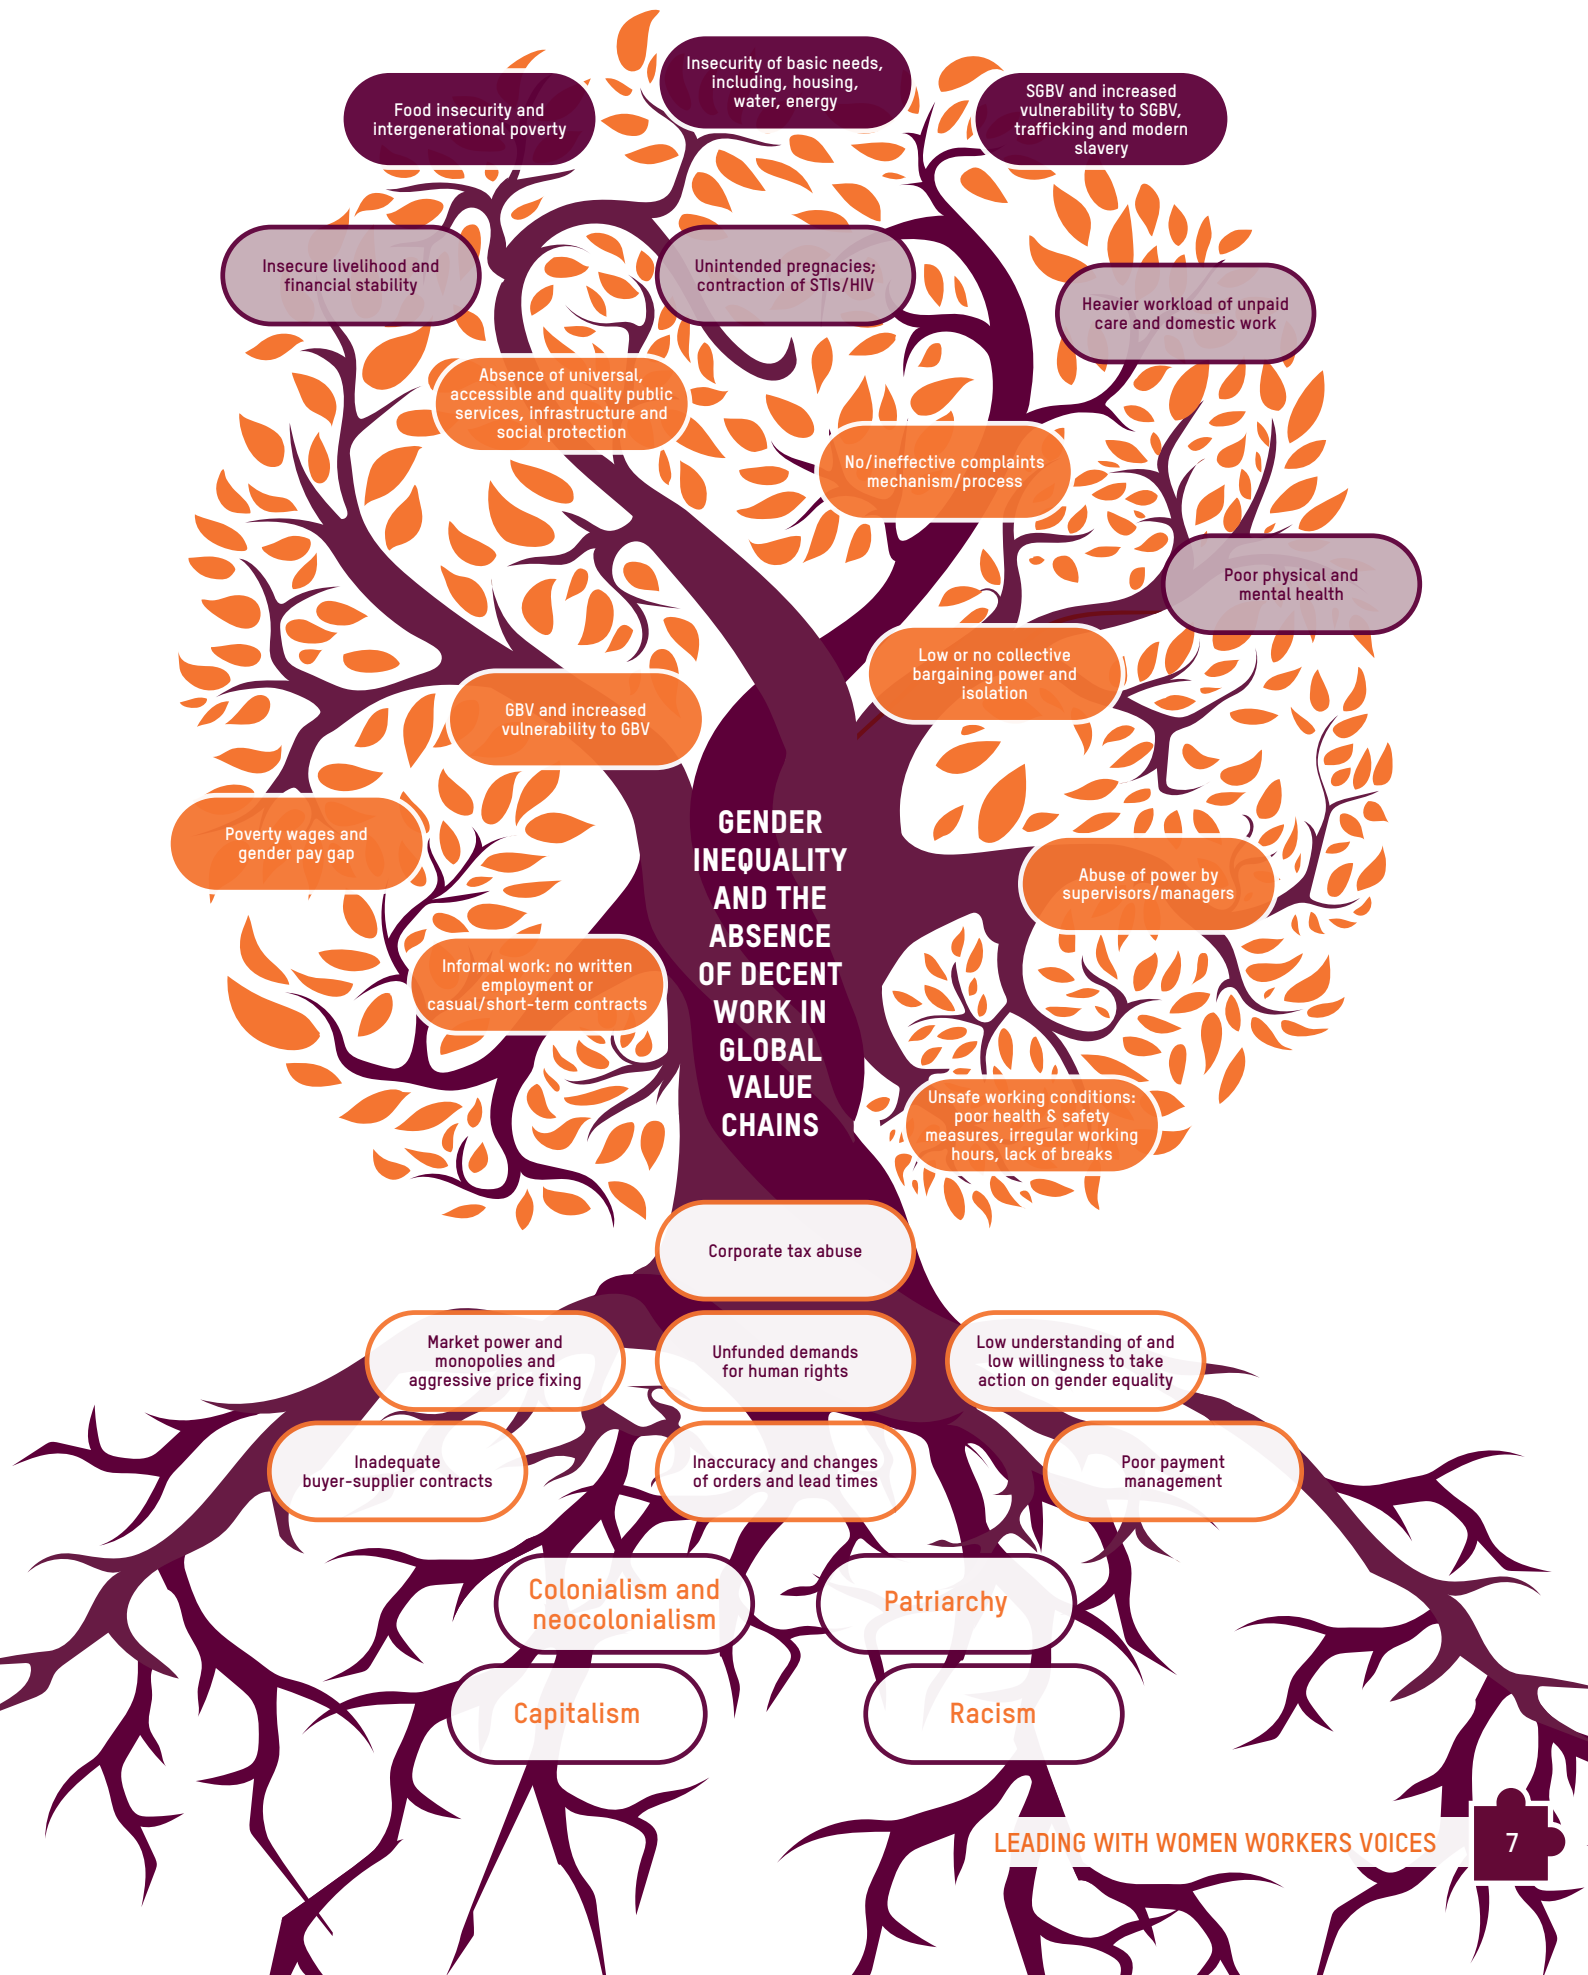 Insecurity of basic needs,
including, housing,
water, energy
Food insecurity and
intergenerational poverty
SGBV and increased
vulnerability to SGBV,
trafficking and modern
slavery
Insecure livelihood and
financial stability
Unintended pregnancies;
contraction of STIs/HIV
Heavier workload of unpaid
care and domestic work
Absence of universal,
accessible and quality public
services, infrastructure and
social protection
No/ineffective complaints
mechanism/process
Poor physical and
mental health
Low or no collective
bargaining power and
isolation
GBV and increased
vulnerability to GBV
Poverty wages and
gender pay gap
GENDER
INEQUALITY
AND THE
ABSENCE
OF DECENT
WORK IN
GLOBAL
VALUE
CHAINS
Abuse of power by
supervisors/managers
Informal work: no written
employment or
casual/short-term contracts
Unsafe working conditions:
poor health & safety
measures, irregular working
hours, lack of breaks
Corporate tax abuse
Market power and
monopolies and
aggressive price fixing
Unfunded demands
for human rights
Low understanding of and
low willingness to take
action on gender equality
Inadequate
buyer-supplier contracts
Inaccuracy and changes
of orders and lead times
Poor payment
management
Colonialism and
neocolonialism
Patriarchy
Capitalism
Racism
LEADING WITH WOMEN WORKERS VOICES
7